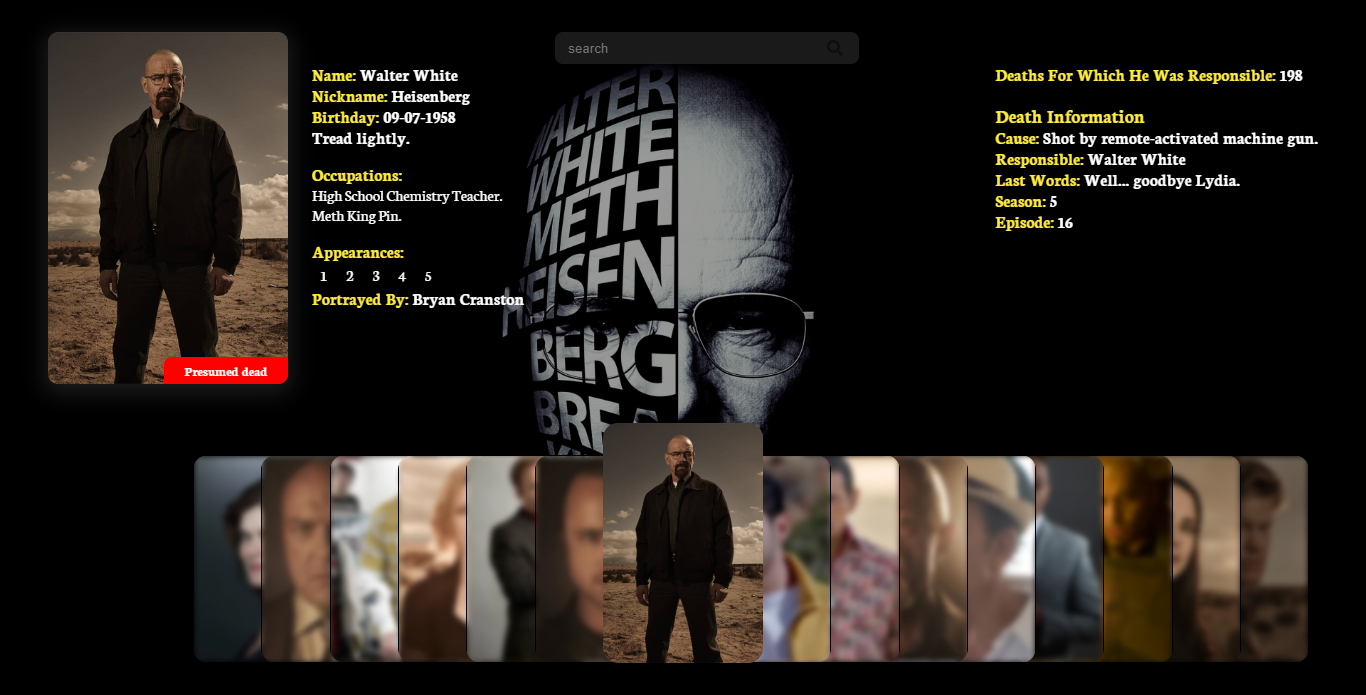 search
Name: Walter White
Nickname: Heisenberg
Birthday: 09-07-1958
Tread lightly.
Occupations:
High School Chemistry Teacher.
Meth King Pin.
Appearances:
1 2 3 4 5
Portrayed By: Bryan Cranston
Presumed dead
WALTER
WHITE
METH
HEISEN
BERG
BREA
Deaths For Which He Was Responsible: 198
Death Information
Cause: Shot by remote-activated machine gun.
Responsible: Walter White
Last Words: Well... goodbye Lydia.
Season: 5
Episode: 16